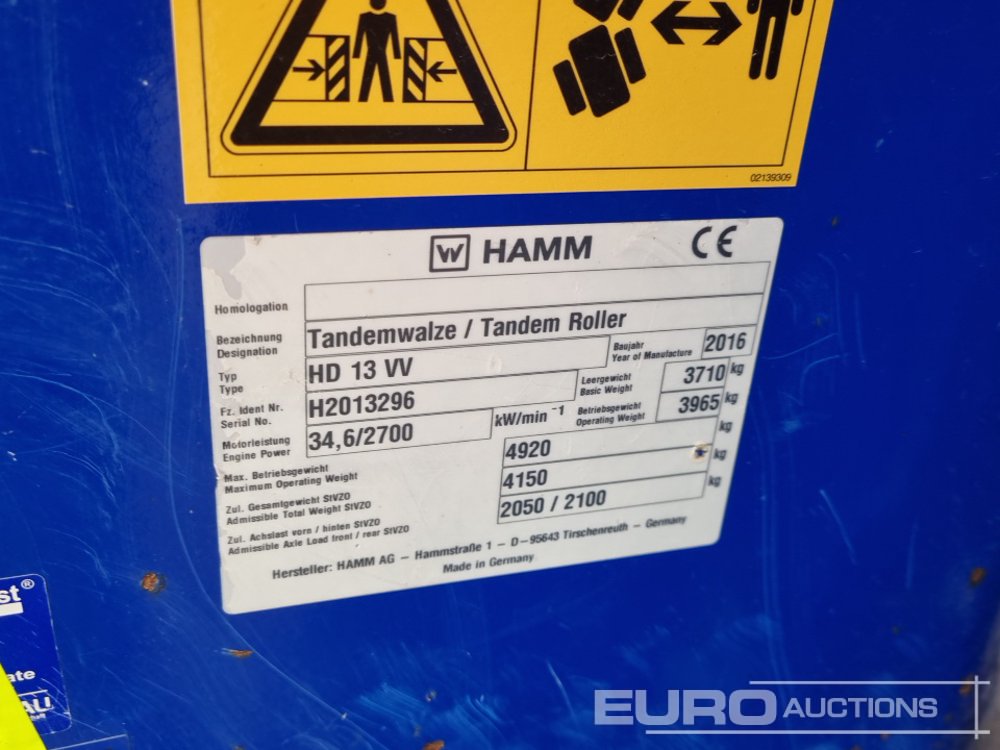 02139309
HAMM CE
Homologation
Bezeichnung
Designation
Tandemwalze / Tandem Roller
Typ
Type
HD 13 VV
Baujahr
Year of Manufacture
2016
Fz. Ident Nr.
Serial No.
H2013296
Leergewicht
Basic Weight
3710 kg
Motorleistung
Engine Power
34,6/2700
kW/min -1
Betriebsgewicht
Operating Weight
3965 kg
Max. Betriebsgewicht
Maximum Operating Weight
4920 kg
Zul. Gesamtgewicht StVZO
Admissible Total Weight StVZO
4150 kg
Zul. Achslast vorn / hinten StVZO
Admissible Axle Load front / rear StVZO
2050 / 2100 kg
Hersteller: HAMM AG – Hammstraße 1 – D-95643 Tirschenreuth – Germany
Made in Germany
st®
ate
EURO AUCTIONS